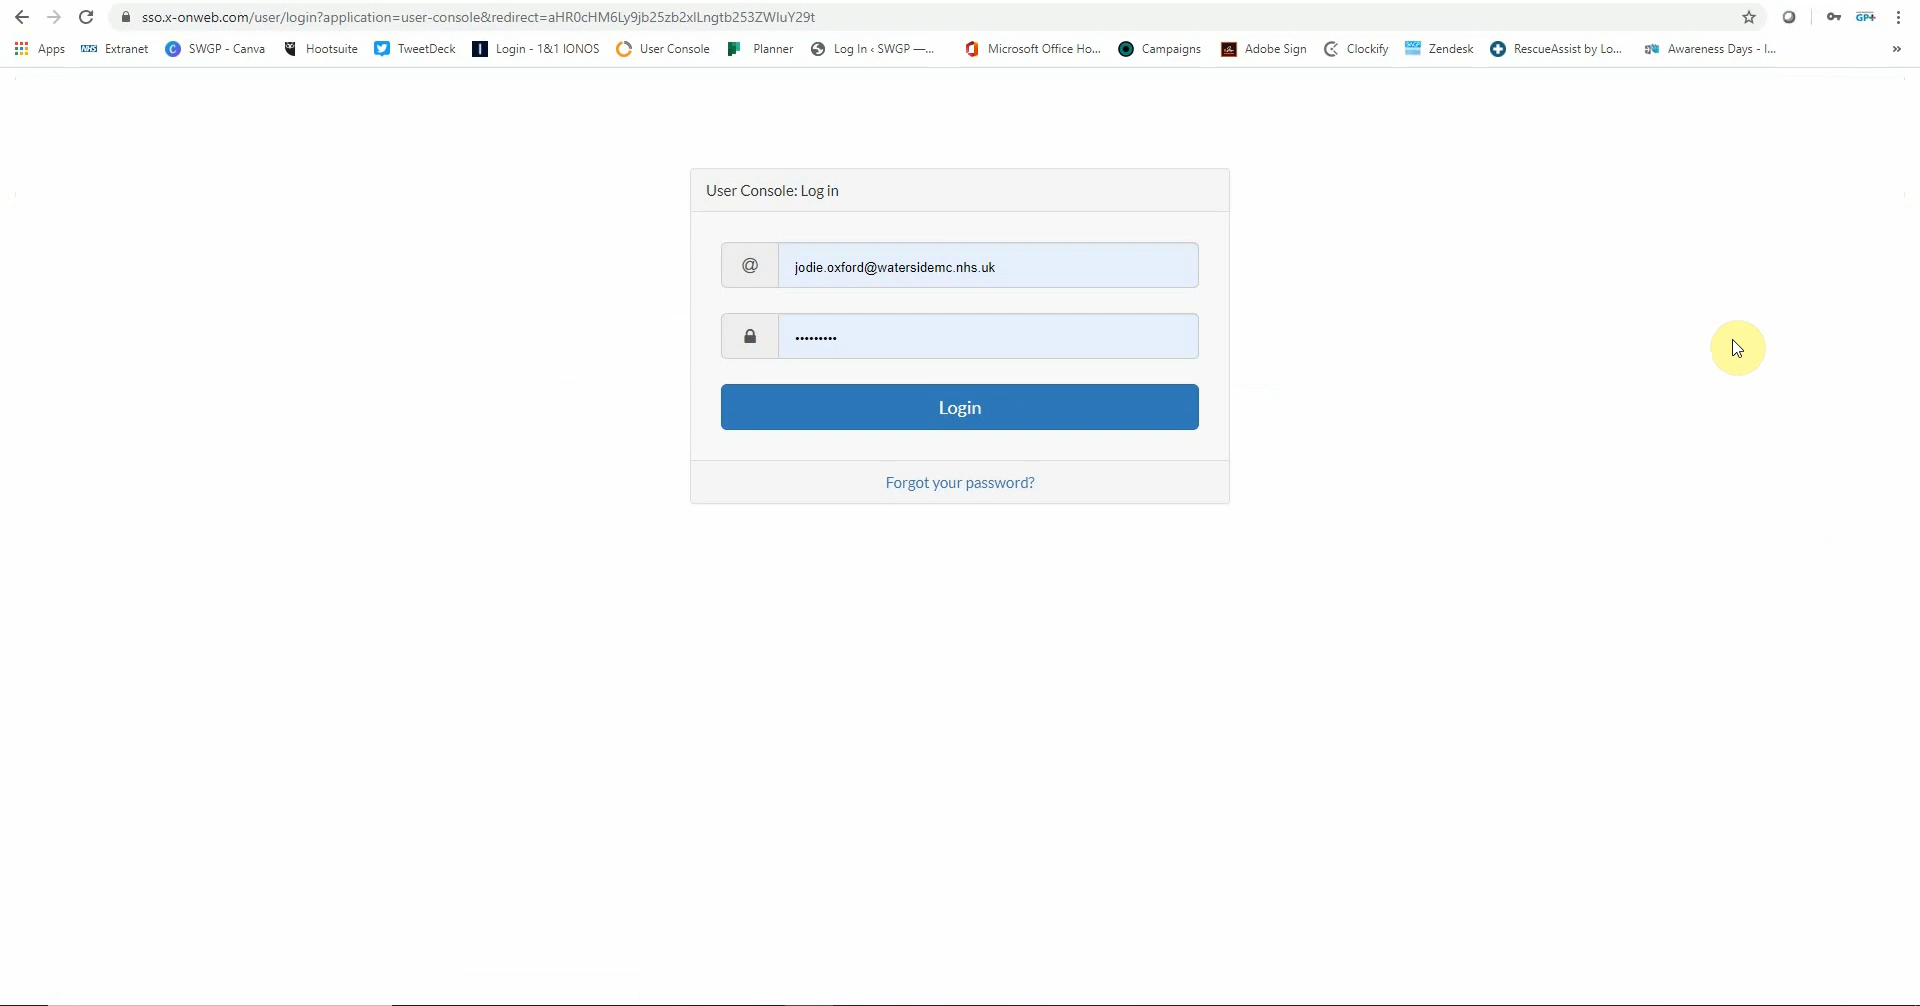 sso.x-onweb.com/user/login?application=user-console&redirect=aHR0cHM6Ly9jb25zb2xlLngtb253ZWIuY29t
GP+
Apps NHS Extranet SWGP - Canva Hootsuite TweetDeck Login - 1&1 IONOS User Console Planner Log In ‹ SWGP —... Microsoft Office Ho... Campaigns Adobe Sign Clockify Zendesk RescueAssist by Lo... Awareness Days - I... »
User Console: Log in
@ jodie.oxford@watersidemc.nhs.uk
•••••••••
Login
Forgot your password?